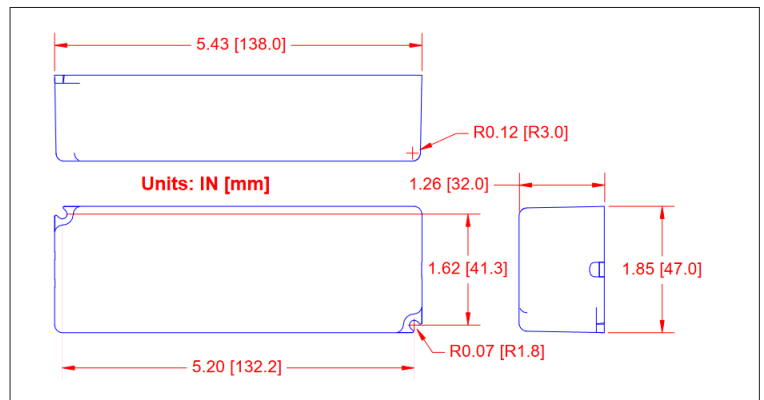 5.43 [138.0]
R0.12 [R3.0]
Units: IN [mm]
1.26 [32.0]
1.62 [41.3]
1.85 [47.0]
R0.07 [R1.8]
5.20 [132.2]